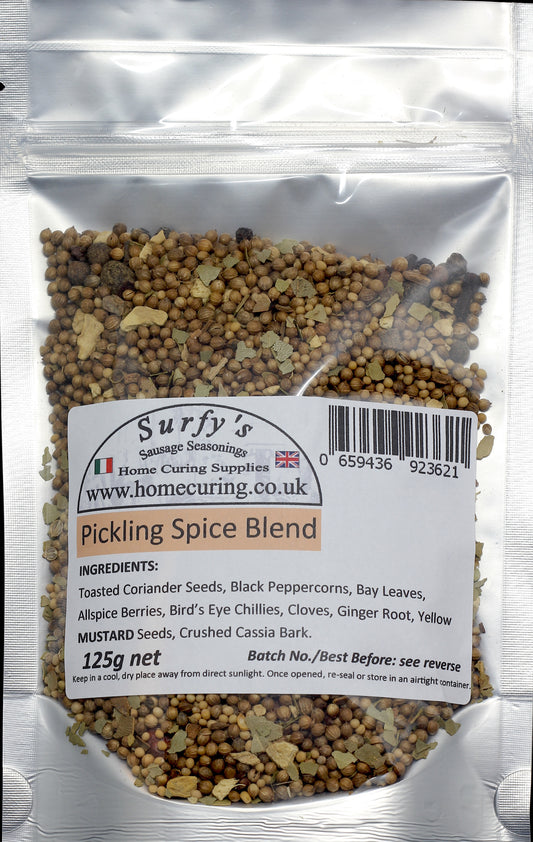 Surfy's
Sausage Seasonings
Home Curing Supplies
www.homecuring.co.uk
0 659436 923621
Pickling Spice Blend
INGREDIENTS:
Toasted Coriander Seeds, Black Peppercorns, Bay Leaves,
Allspice Berries, Bird's Eye Chillies, Cloves, Ginger Root, Yellow
MUSTARD Seeds, Crushed Cassia Bark.
125g net
Batch No./Best Before: see reverse
Keep in a cool, dry place away from direct sunlight. Once opened, re-seal or store in an airtight container.